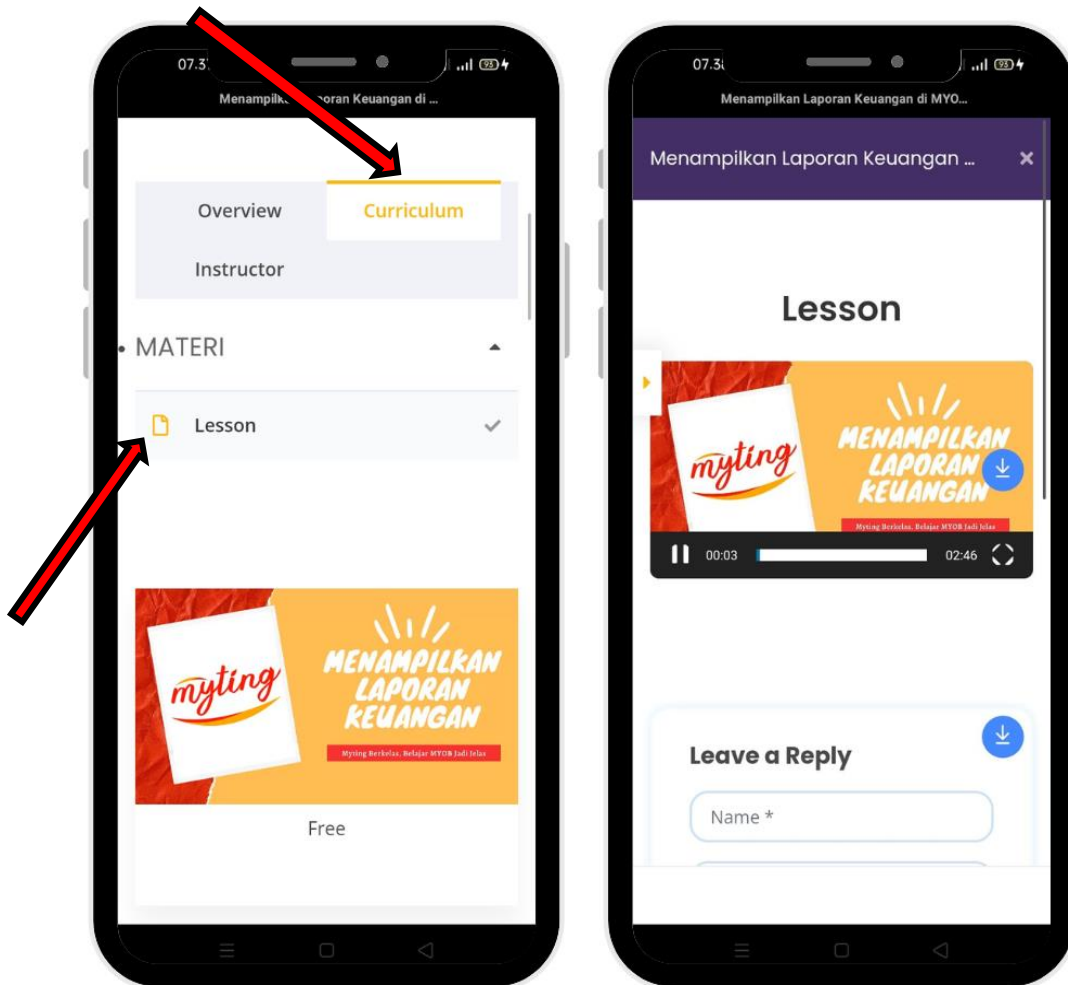 07.3
93
Menampilk oran Keuangan di ...
Overview
Curriculum
Instructor
• MATERI
Lesson
myting
MENAMPILKAN
LAPORAN
KEUANGAN
Myting Berkelas, Belajar MYOB Jadi Jelas
Free
07.3
93
Menampilkan Laporan Keuangan di MYO...
Menampilkan Laporan Keuangan ... ×
Lesson
myting
MENAMPILKAN
LAPORAN
KEUANGAN
Myting Berkelas, Belajar MYOB Jadi Jelas
00:03
02:46
Leave a Reply
Name *